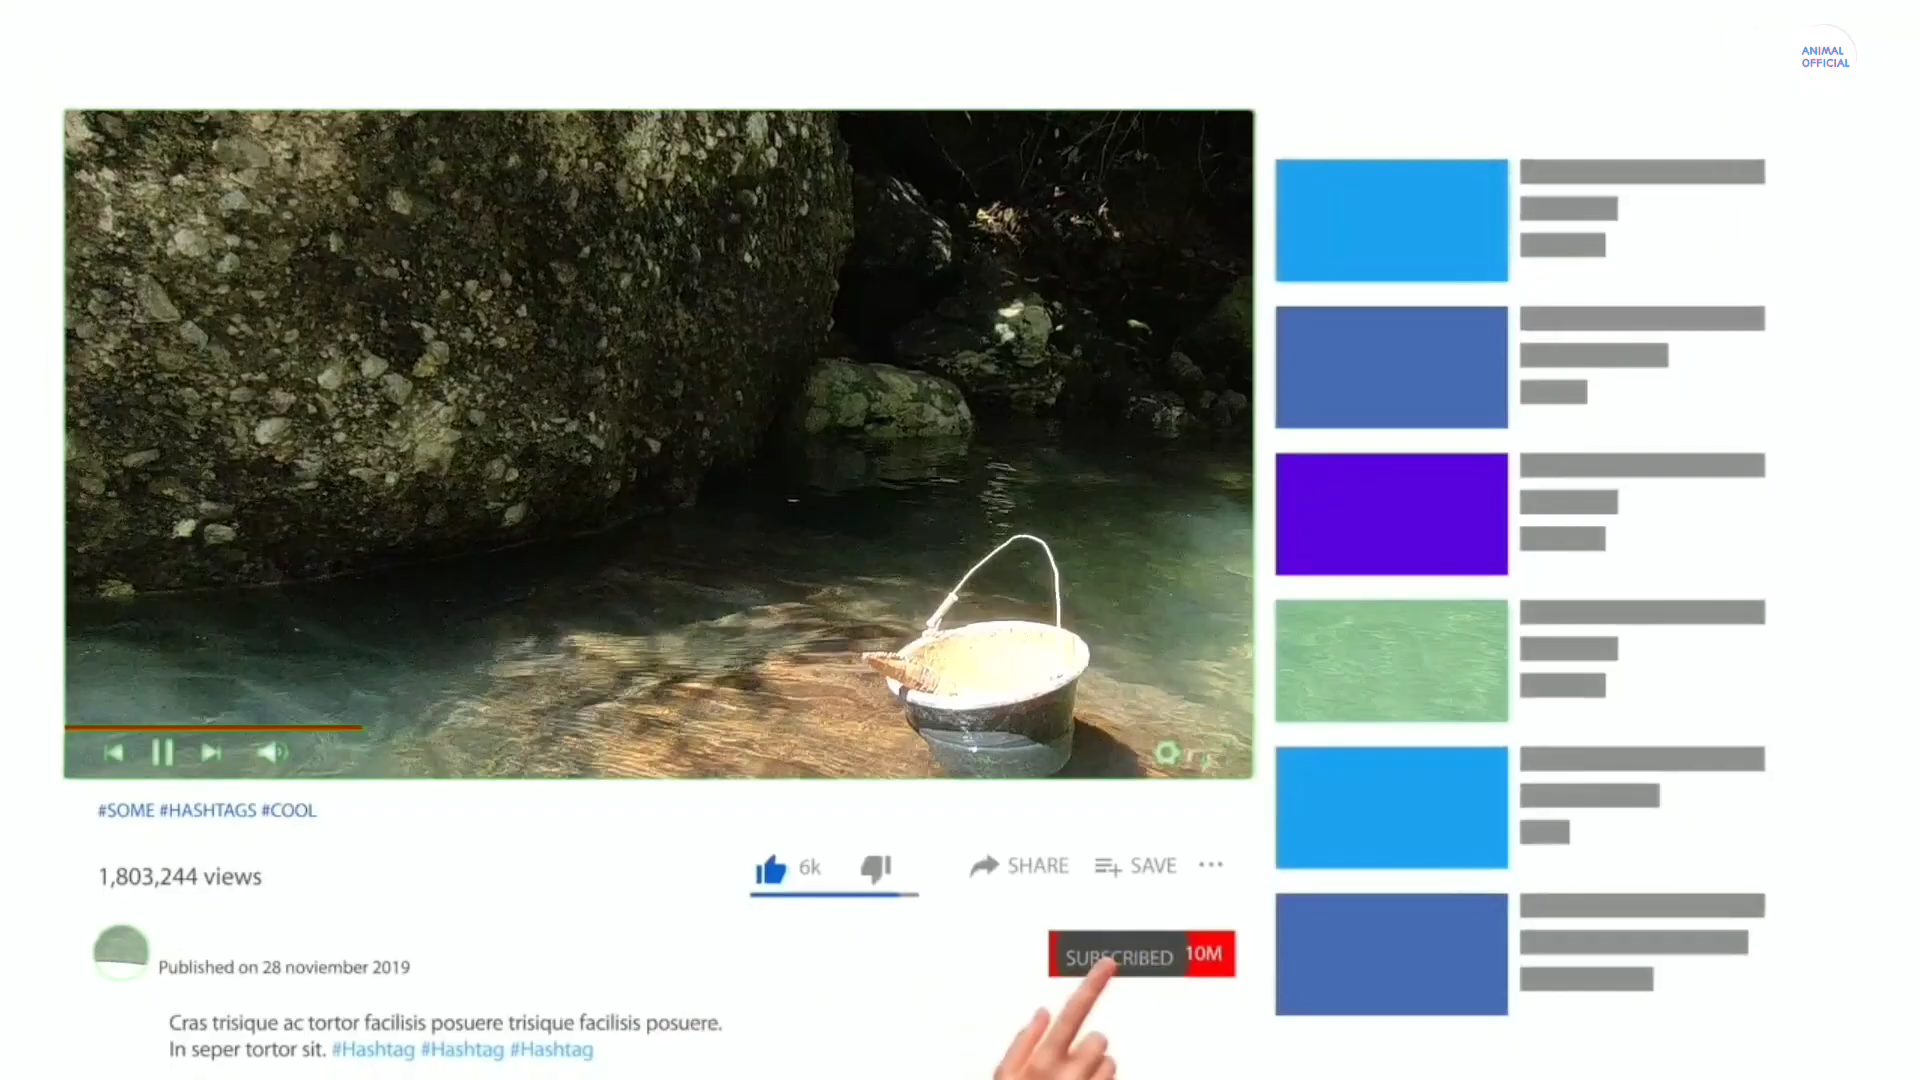 ANIMAL
OFFICIAL
#SOME #HASHTAGS #COOL
1,803,244 views
6k
SHARE
SAVE
SUBSCRIBED 10M
Published on 28 noviember 2019
Cras trisique ac tortor facilisis posuere trisique facilisis posuere.
In seper tortor sit. #Hashtag #Hashtag #Hashtag